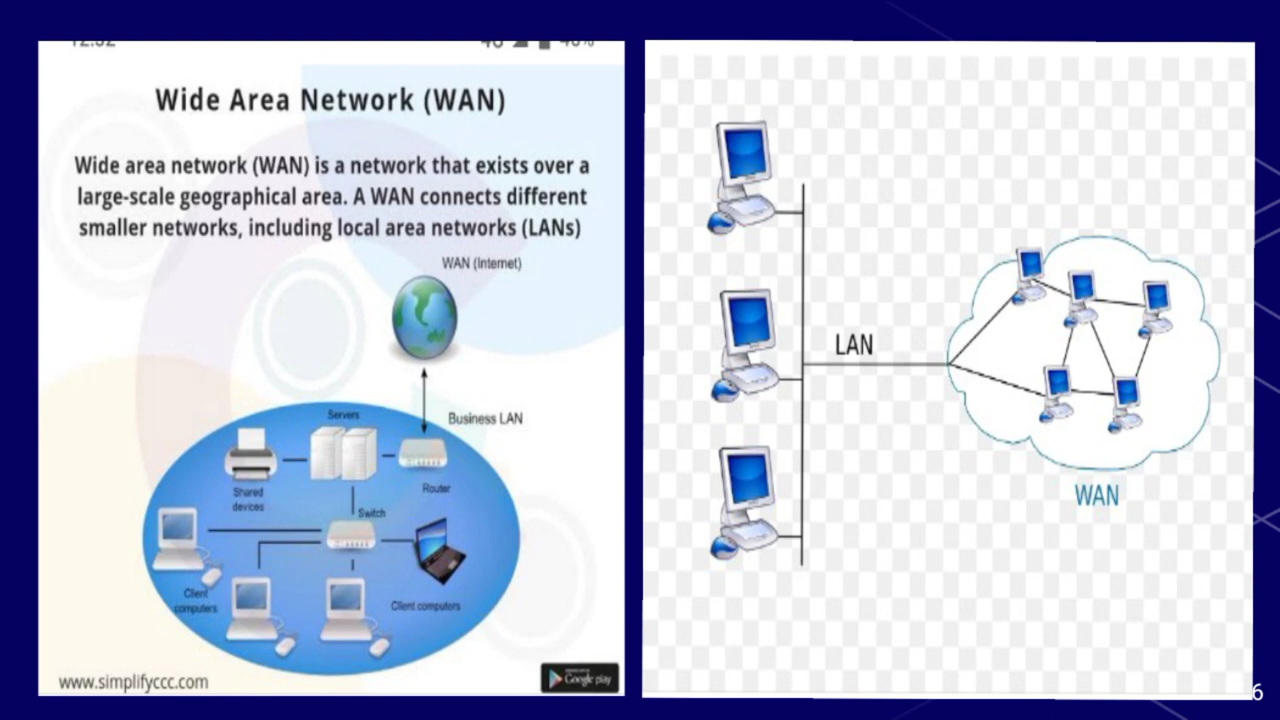 Wide Area Network (WAN)
Wide area network (WAN) is a network that exists over a
large-scale geographical area. A WAN connects different
smaller networks, including local area networks (LANs)
WAN (Internet)
Business LAN
Servers
Shared
devices
Router
Switch
Client
computers
Client computers
www.simplifyccc.com
Google play
LAN
WAN
6